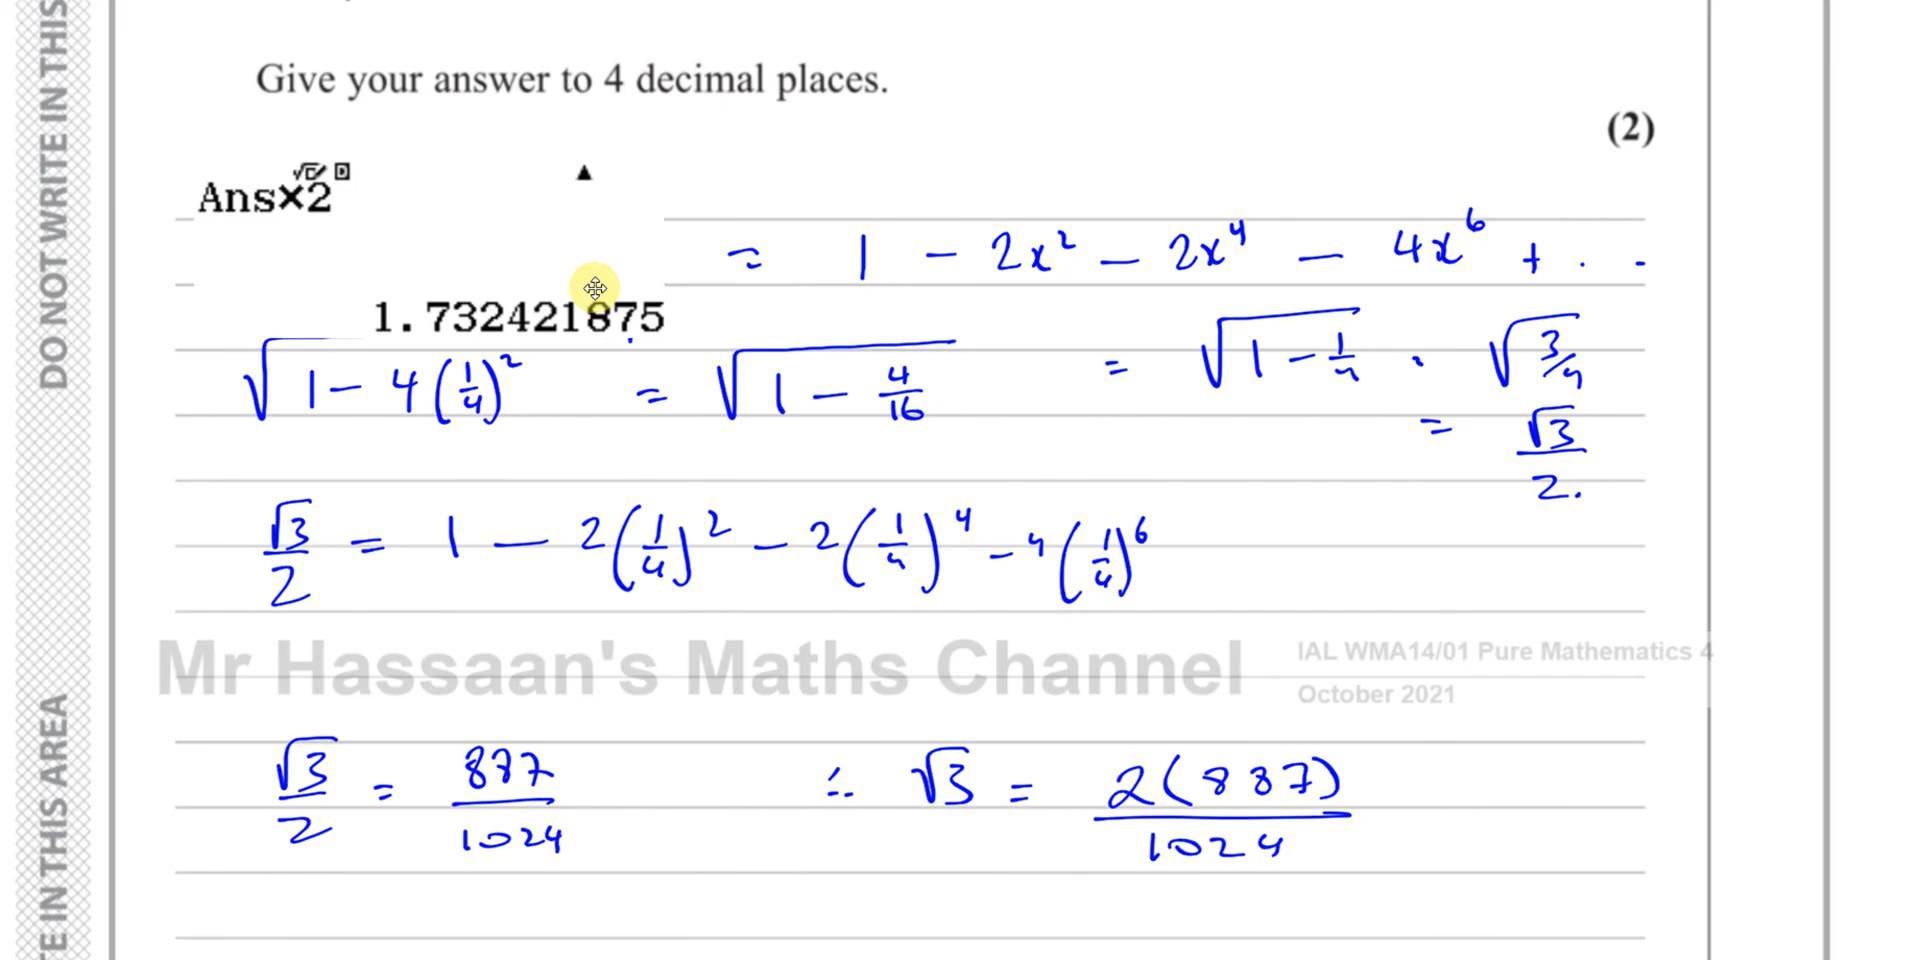 Give your answer to 4 decimal places.
(2)
Ans×2
= 1 - 2x² - 2x⁴ - 4x⁶ + ...
1.732421875
√(1 - 4(1/4)²) = √(1 - 4/16) = √(1 - 1/4) = √(3/4)
= √3/2.
√3/2 = 1 - 2(1/4)² - 2(1/4)⁴ - 4(1/4)⁶
Mr Hassaan's Maths Channel
IAL WMA14/01 Pure Mathematics 4
October 2021
√3/2 = 887/1024 ∴ √3 = 2(887)/1024
DO NOT WRITE IN THIS
TE IN THIS AREA